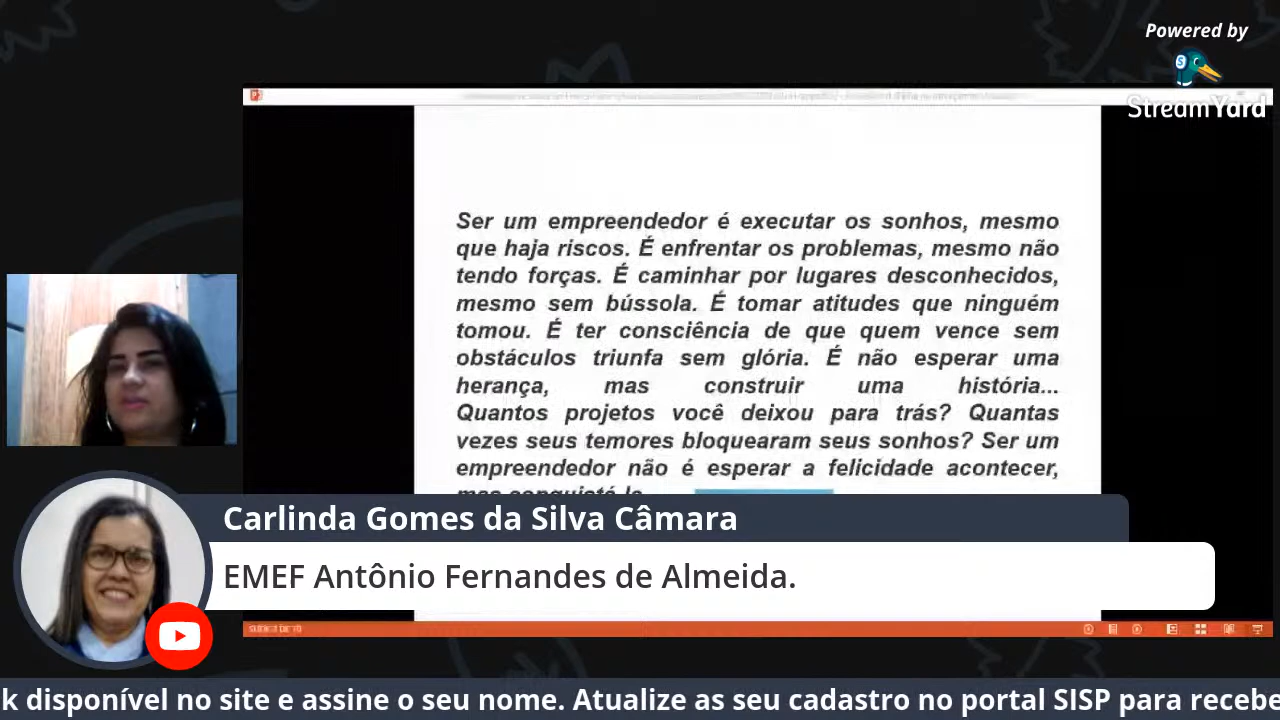 Powered by
StreamYard
Ser um empreendedor é executar os sonhos, mesmo
que haja riscos. É enfrentar os problemas, mesmo não
tendo forças. É caminhar por lugares desconhecidos,
mesmo sem bússola. É tomar atitudes que ninguém
tomou. É ter consciência de que quem vence sem
obstáculos triunfa sem glória. É não esperar uma
herança, mas construir uma história...
Quantos projetos você deixou para trás? Quantas
vezes seus temores bloquearam seus sonhos? Ser um
empreendedor não é esperar a felicidade acontecer,
mas conquistá-la.
Carlinda Gomes da Silva Câmara
EMEF Antônio Fernandes de Almeida.
k disponível no site e assine o seu nome. Atualize as seu cadastro no portal SISP para recebe